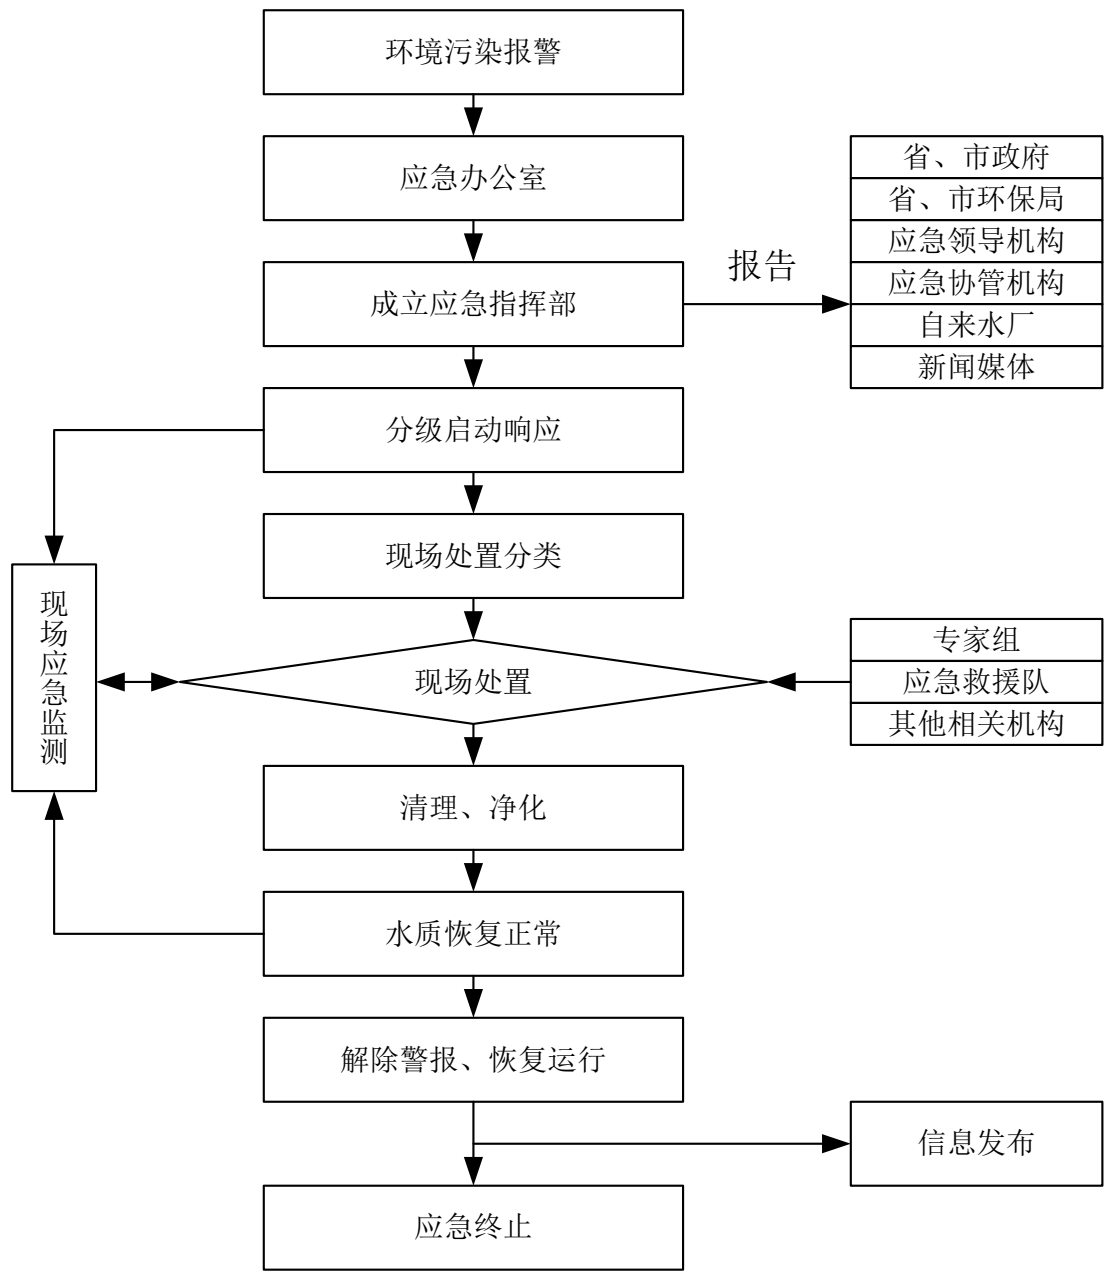 环境污染报警
应急办公室
成立应急指挥部
报告
省、市政府
省、市环保局
应急领导机构
应急协管机构
自来水厂
新闻媒体
分级启动响应
现场处置分类
现场应急监测
现场处置
专家组
应急救援队
其他相关机构
清理、净化
水质恢复正常
解除警报、恢复运行
信息发布
应急终止